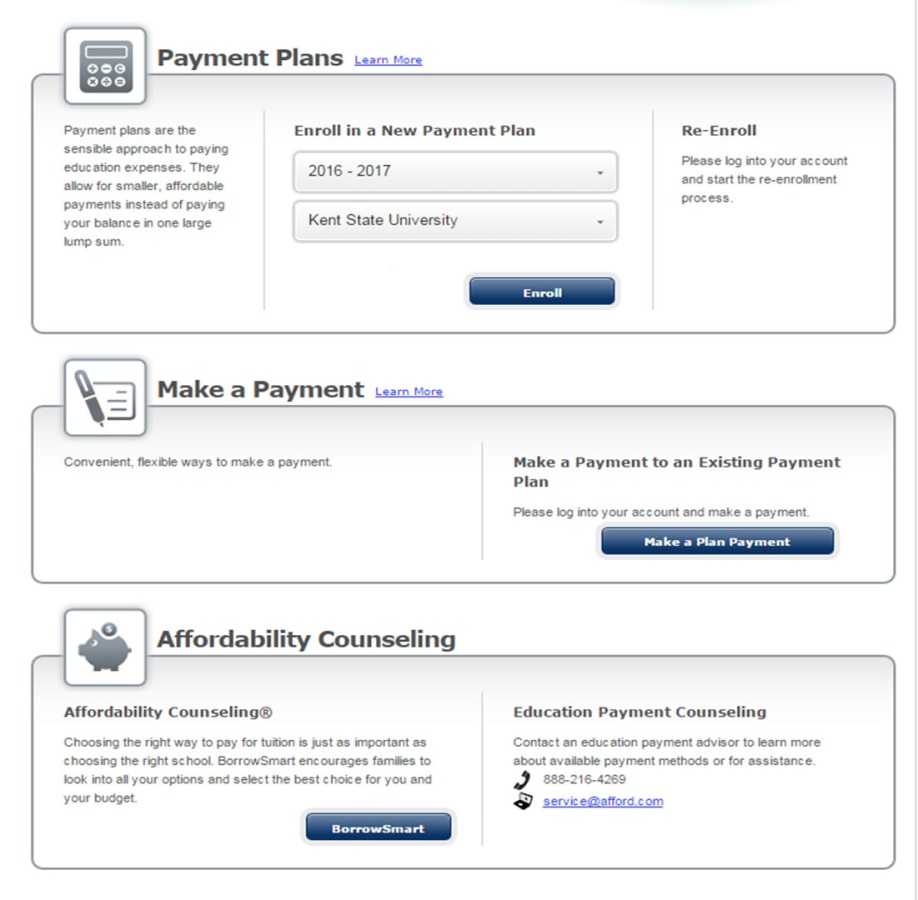 Payment Plans Learn More
Payment plans are the
sensible approach to paying
education expenses. They
allow for smaller, affordable
payments instead of paying
your balance in one large
lump sum.
Enroll in a New Payment Plan
2016 - 2017
Kent State University
Enroll
Re-Enroll
Please log into your account
and start the re-enrollment
process.
Make a Payment Learn More
Convenient, flexible ways to make a payment.
Make a Payment to an Existing Payment
Plan
Please log into your account and make a payment.
Make a Plan Payment
Affordability Counseling
Affordability Counseling®
Choosing the right way to pay for tuition is just as important as
choosing the right school. BorrowSmart encourages families to
look into all your options and select the best choice for you and
your budget.
BorrowSmart
Education Payment Counseling
Contact an education payment advisor to learn more
about available payment methods or for assistance.
888-216-4269
service@afford.com